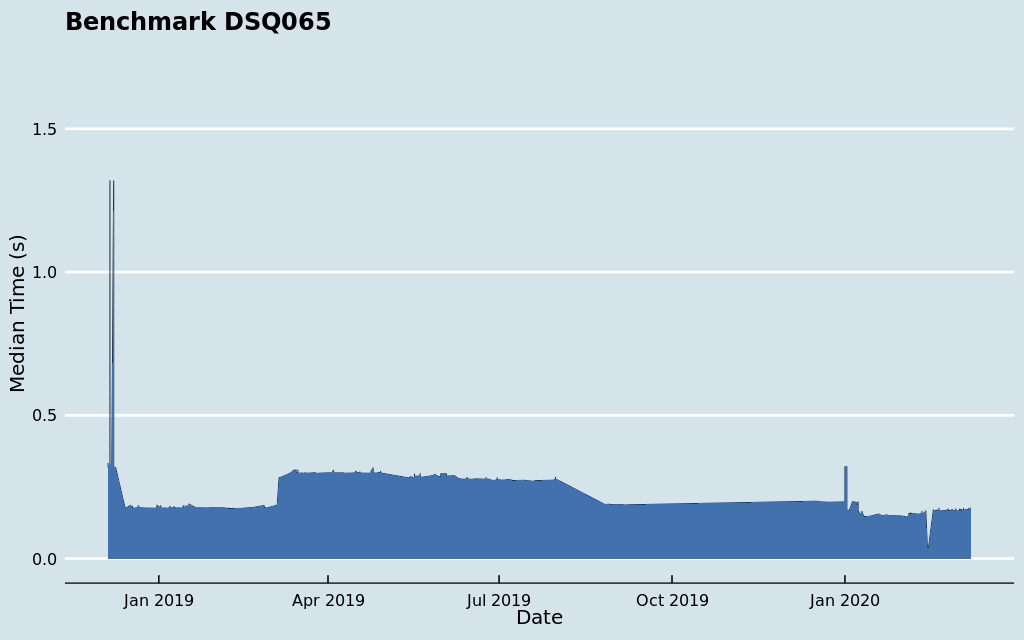 Benchmark DSQ065
1.5
1.0
0.5
0.0
Median Time (s)
Jan 2019
Apr 2019
Jul 2019
Oct 2019
Jan 2020
Date